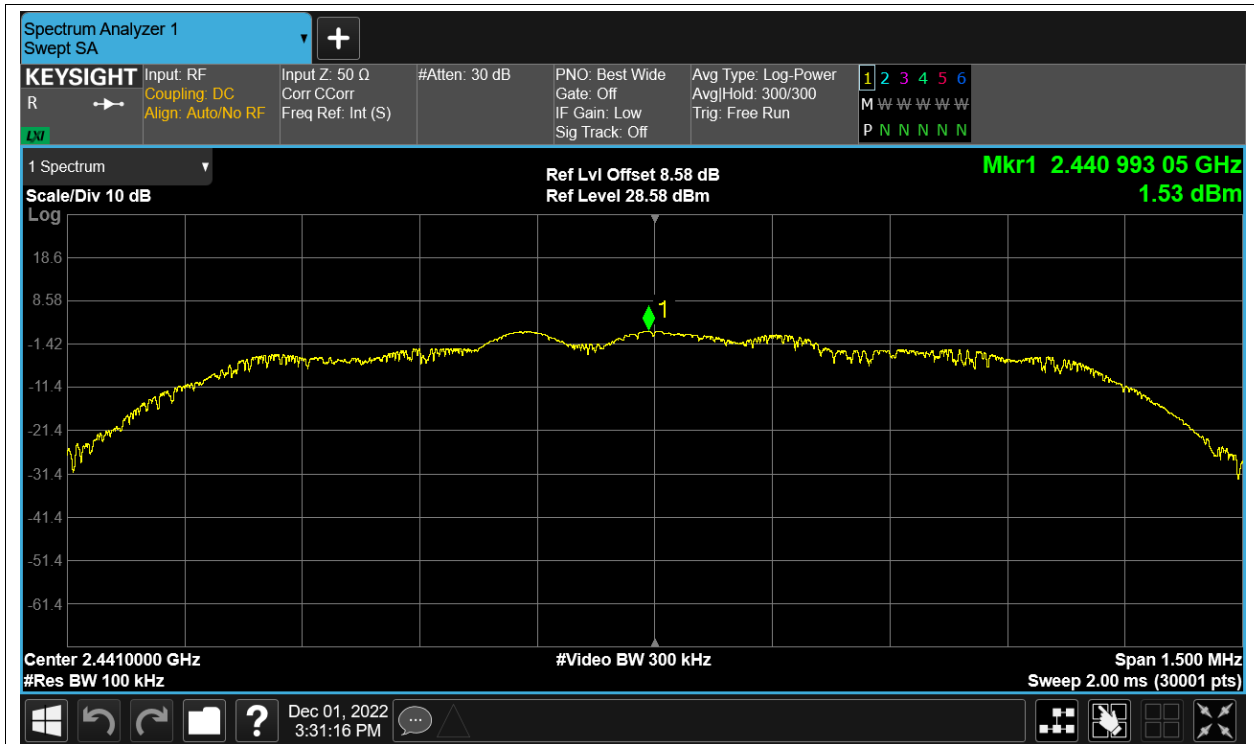 Spectrum Analyzer 1
Swept SA
KEYSIGHT
R
LXI
Input: RF
Coupling: DC
Align: Auto/No RF
Input Z: 50 Ω
Corr CCorr
Freq Ref: Int (S)
#Atten: 30 dB
PNO: Best Wide
Gate: Off
IF Gain: Low
Sig Track: Off
Avg Type: Log-Power
Avg|Hold: 300/300
Trig: Free Run
1 2 3 4 5 6
M W W W W W
P N N N N N
1 Spectrum
Scale/Div 10 dB
Log
Ref Lvl Offset 8.58 dB
Ref Level 28.58 dBm
Mkr1 2.440 993 05 GHz
1.53 dBm
18.6
8.58
-1.42
-11.4
-21.4
-31.4
-41.4
-51.4
-61.4
1
Center 2.4410000 GHz
#Res BW 100 kHz
#Video BW 300 kHz
Span 1.500 MHz
Sweep 2.00 ms (30001 pts)
?
Dec 01, 2022
3:31:16 PM